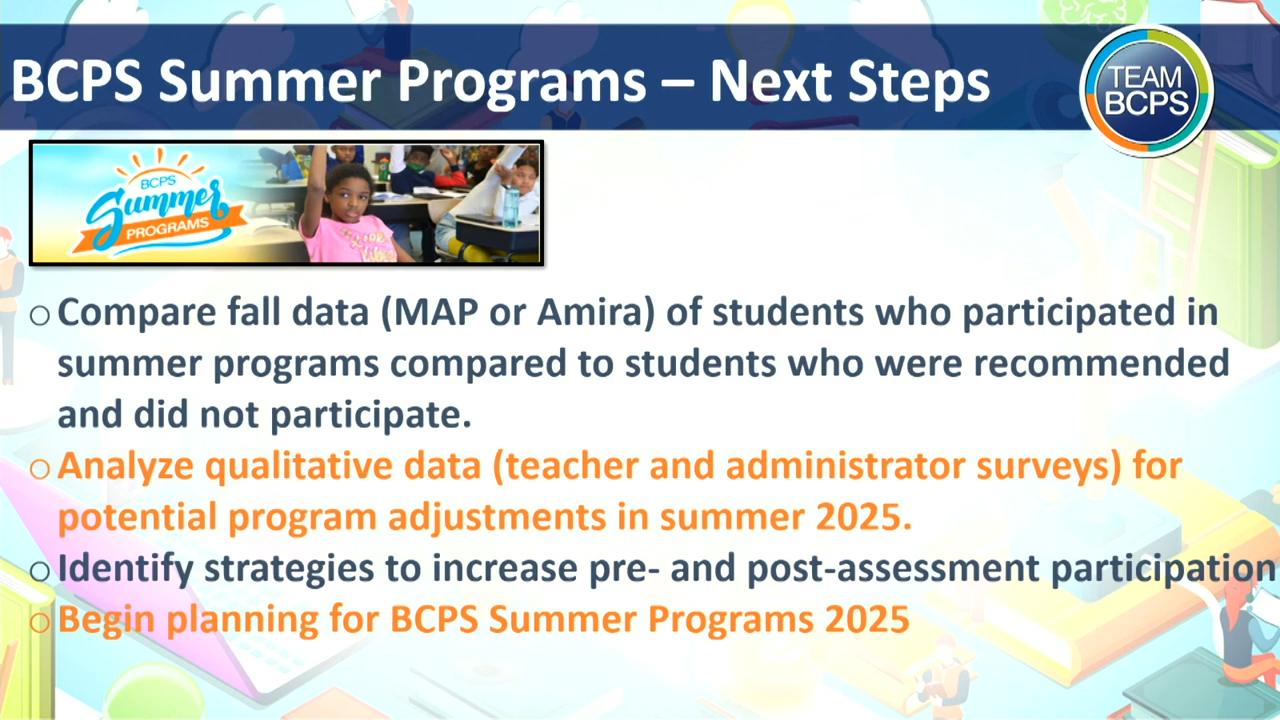 BCPS Summer Programs – Next Steps
TEAM
BCPS
BCPS
Summer
PROGRAMS
Compare fall data (MAP or Amira) of students who participated in
summer programs compared to students who were recommended
and did not participate.
Analyze qualitative data (teacher and administrator surveys) for
potential program adjustments in summer 2025.
Identify strategies to increase pre- and post-assessment participation
Begin planning for BCPS Summer Programs 2025